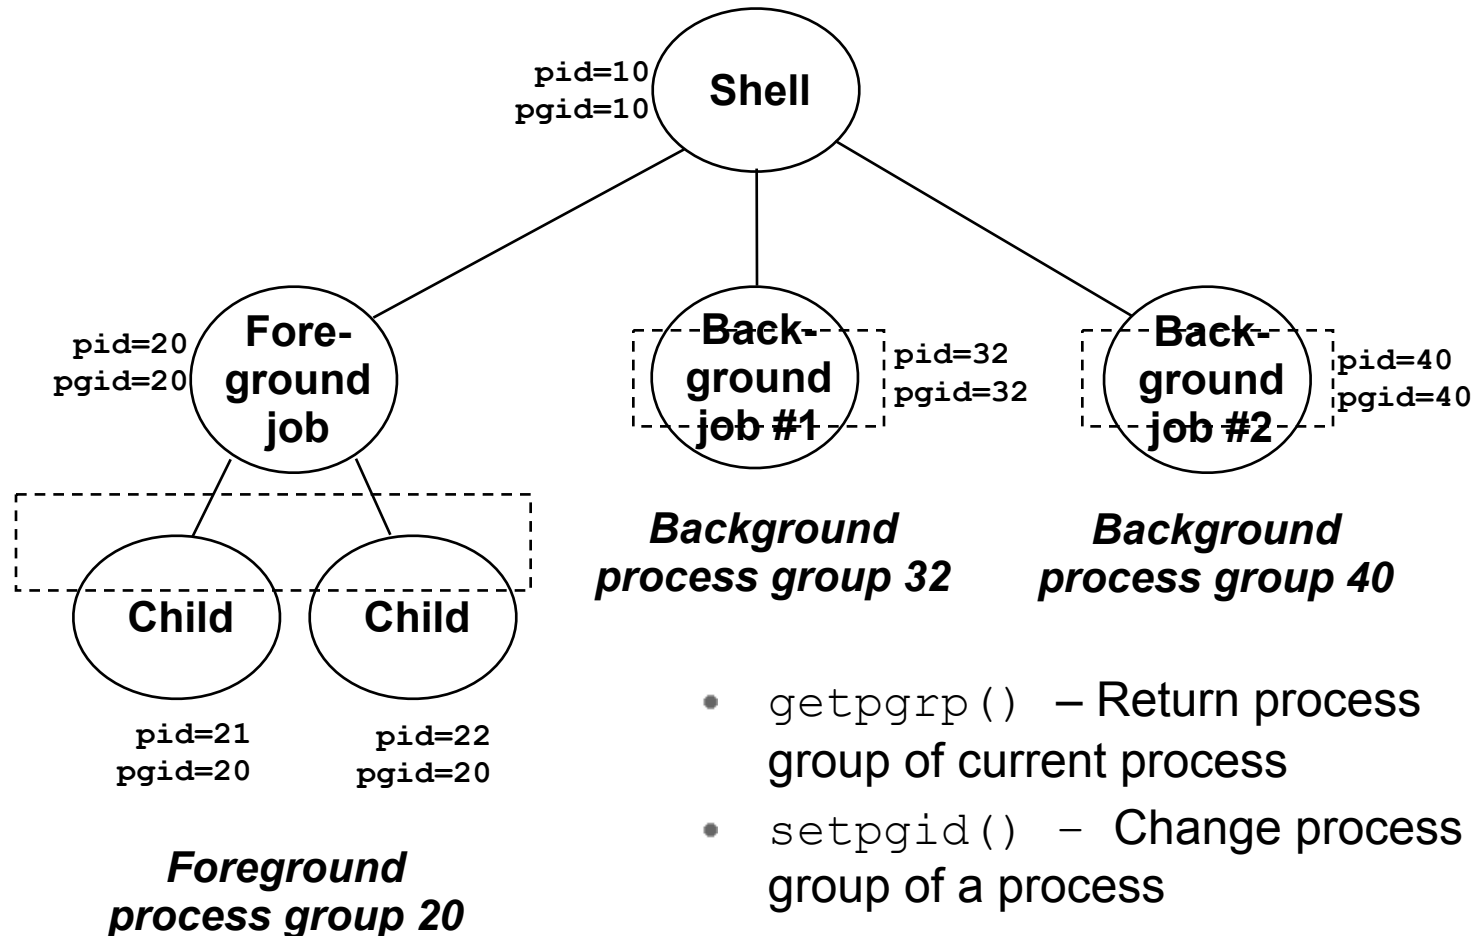 pid=10
pgid=10
Shell
pid=20
pgid=20
Fore-
ground
job
Back-
ground
job #1
pid=32
pgid=32
Back-
ground
job #2
pid=40
pgid=40
Background
process group 32
Background
process group 40
Child
Child
pid=21
pgid=20
pid=22
pgid=20
Foreground
process group 20
• getpgrp() – Return process
group of current process
• setpgid() – Change process
group of a process